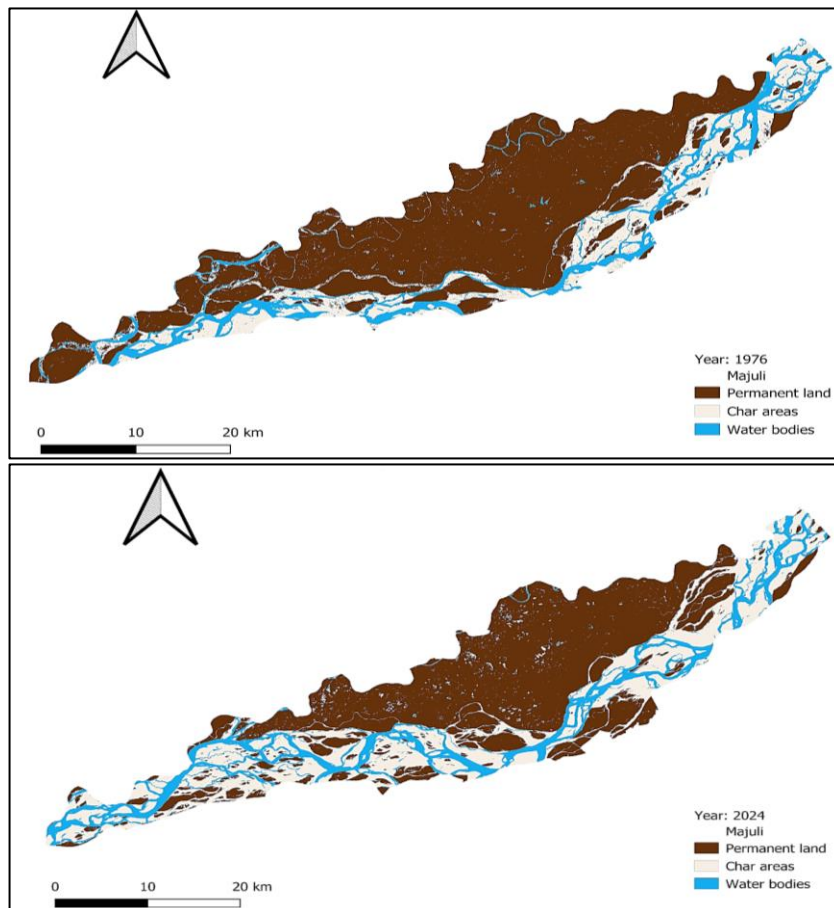 Year: 1976
Majuli
Permanent land
Char areas
Water bodies
0 10 20 km
Year: 2024
Majuli
Permanent land
Char areas
Water bodies
0 10 20 km